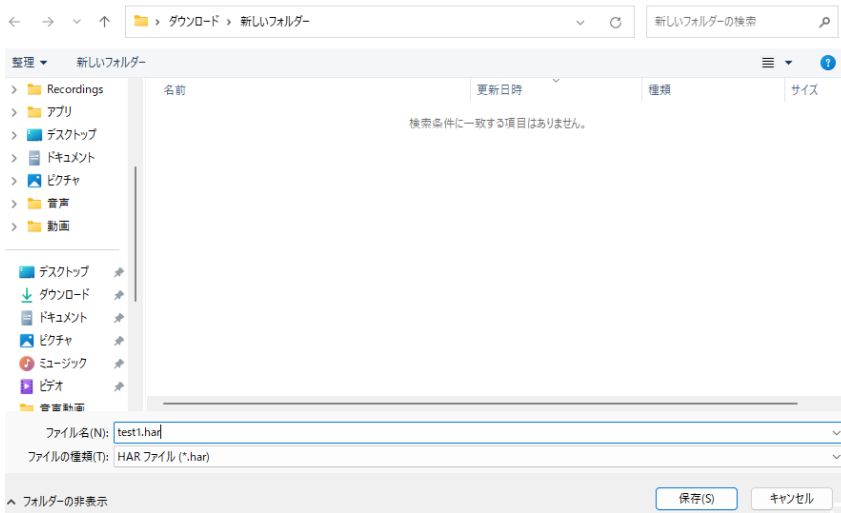 ダウンロード › 新しいフォルダー
新しいフォルダーの検索
整理 新しいフォルダー
名前 更新日時 種類 サイズ
検索条件に一致する項目はありません。
Recordings
アプリ
デスクトップ
ドキュメント
ピクチャ
音声
動画
デスクトップ
ダウンロード
ドキュメント
ピクチャ
ミュージック
ビデオ
音声動画
ファイル名(N): test1.har
ファイルの種類(T): HAR ファイル (*.har)
フォルダーの非表示 保存(S) キャンセル